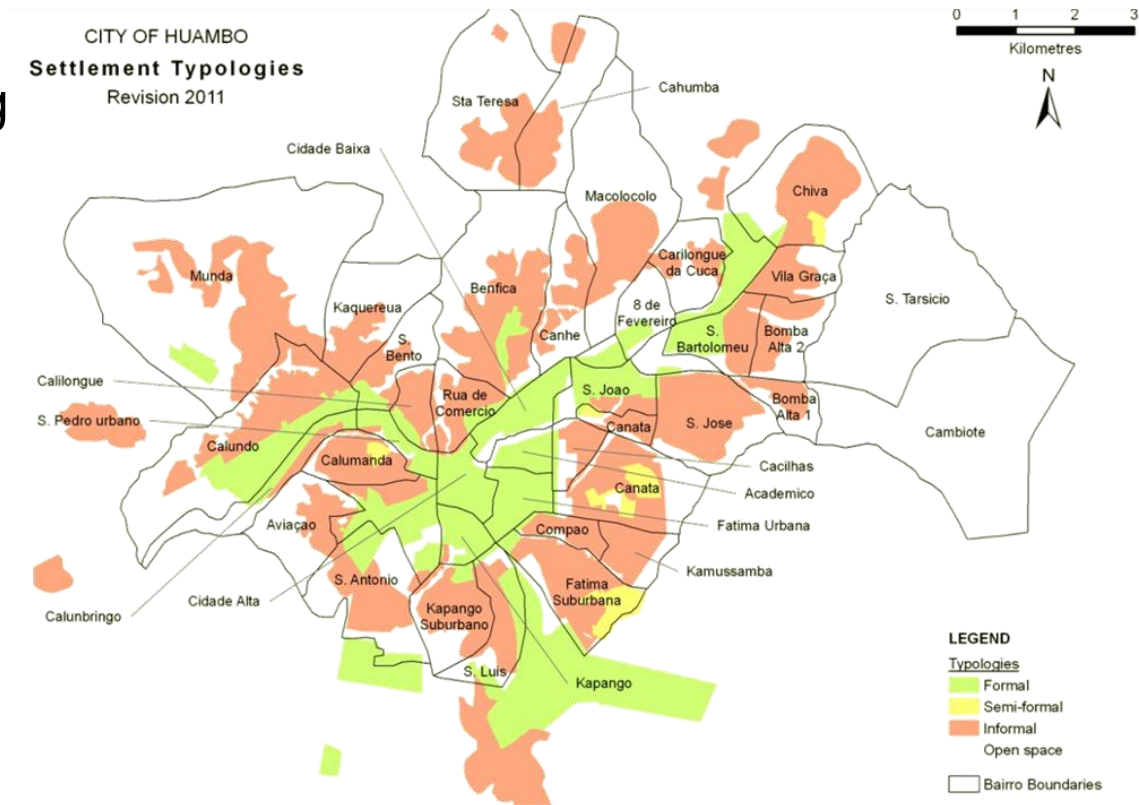 CITY OF HUAMBO
Settlement Typologies
Revision 2011
g
0 1 2 3
Kilometres
N
Sta Teresa
Cahumba
Cidade Baixa
Macolocolo
Chiva
Munda
Carilongue
da Cuca
Vila Graça
Benfica
S. Tarsicio
Kaquereua
8 de
Fevereiro
S.
Bento
Canhe
S.
Bartolomeu
Bomba
Alta 2
Calilongue
Rua de
Comercio
S. Joao
Bomba
Alta 1
S. Pedro urbano
Canata
S. Jose
Cambiote
Calundo
Calumanda
Cacilhas
Canata
Academico
Aviaçao
Compao
Fatima Urbana
Kamussamba
S. Antonio
Fatima
Suburbana
Cidade Alta
Calunbringo
Kapango
Suburbano
S. Luis
Kapango
LEGEND
Typologies
Formal
Semi-formal
Informal
Open space
Bairro Boundaries